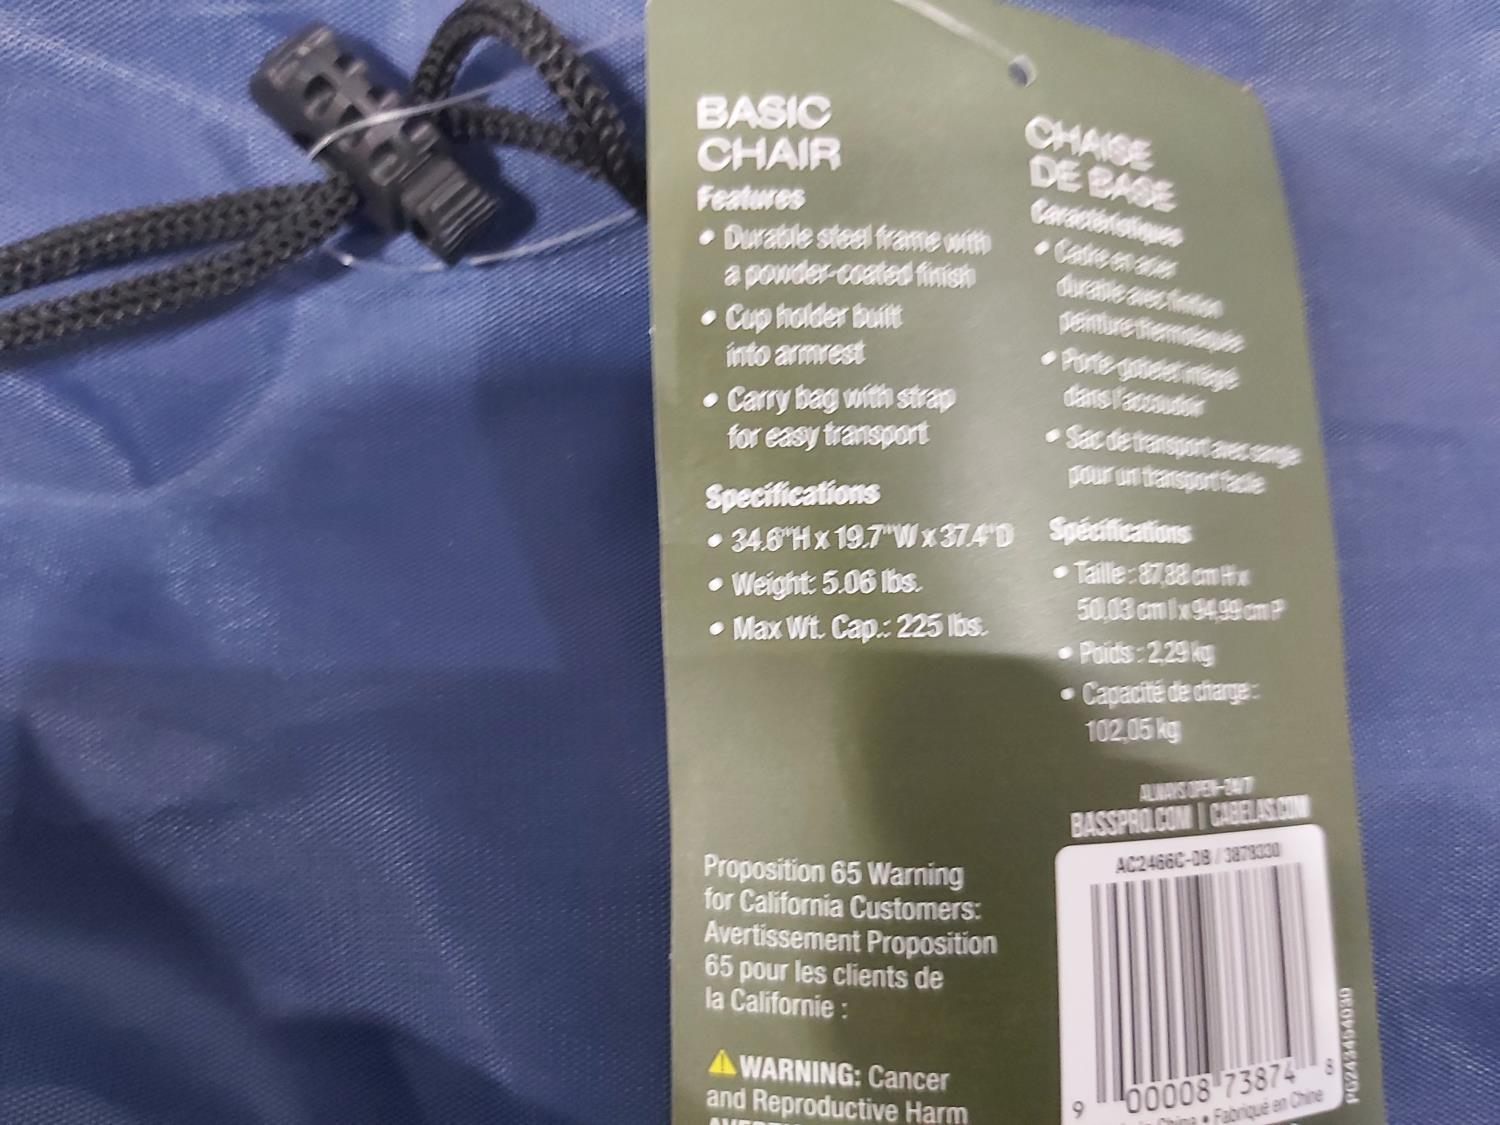 BASIC
CHAIR
Features
• Durable steel frame with
a powder-coated finish
• Cup holder built
into armrest
• Carry bag with strap
for easy transport
Specifications
• 34.6"H x 19.7"W x 37.4"D
• Weight: 5.06 lbs.
• Max Wt. Cap.: 225 lbs.
CHAISE
DE BASE
Caractéristiques
• Cadre en acier
durable avec finition
peinture thermolaquée
• Porte-gobelet intégré
dans l'accoudoir
• Sac de transport avec sangle
pour un transport facile
Spécifications
• Taille : 87,88 cm H x
50,03 cm l x 94,99 cm P
• Poids : 2,29 kg
• Capacité de charge :
102,05 kg
ALWAYS OPEN-24/7
BASSPRO.COM | CABELAS.COM
AC2466C-DB / 3878330
9 00008 73874 8
China • Fabriqué en Chine
PG243454030
Proposition 65 Warning
for California Customers:
Avertissement Proposition
65 pour les clients de
la Californie :
WARNING: Cancer
and Reproductive Harm